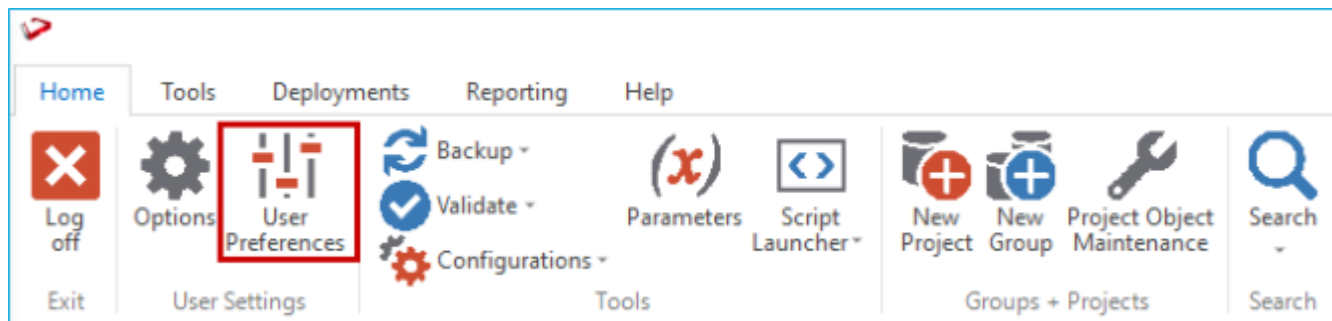 Home Tools Deployments Reporting Help
Backup
Validate
Configurations
Log
off
Options
User
Preferences
(x)
Parameters
Script
Launcher
New
Project
New
Group
Project Object
Maintenance
Search
Exit
User Settings
Tools
Groups + Projects
Search